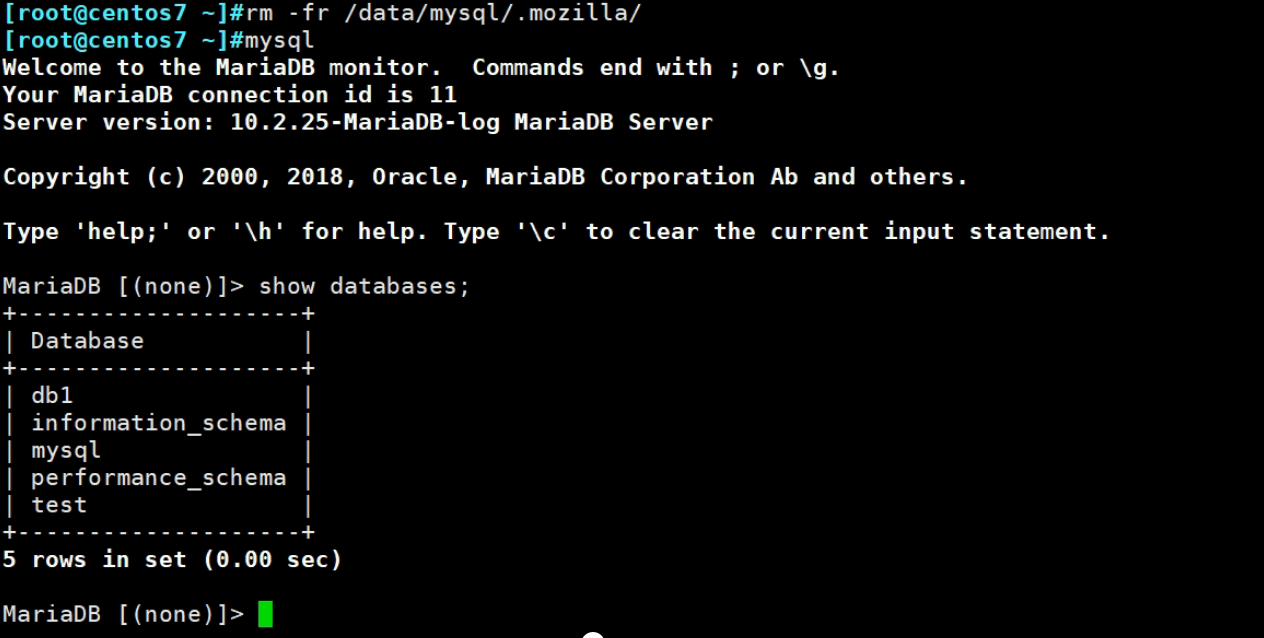 [root@centos7 ~]#rm -fr /data/mysql/.mozilla/
[root@centos7 ~]#mysql
Welcome to the MariaDB monitor.  Commands end with ; or \g.
Your MariaDB connection id is 11
Server version: 10.2.25-MariaDB-log MariaDB Server

Copyright (c) 2000, 2018, Oracle, MariaDB Corporation Ab and others.

Type 'help;' or '\h' for help. Type '\c' to clear the current input statement.

MariaDB [(none)]> show databases;
+--------------------+
| Database           |
+--------------------+
| db1                |
| information_schema |
| mysql              |
| performance_schema |
| test               |
+--------------------+
5 rows in set (0.00 sec)

MariaDB [(none)]>